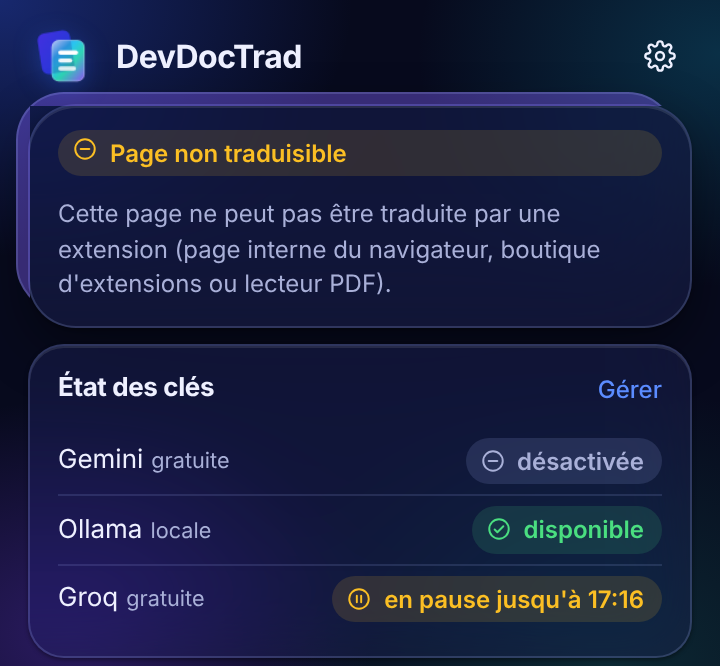 DevDocTrad
Page non traduisible
Cette page ne peut pas être traduite par une
extension (page interne du navigateur, boutique
d'extensions ou lecteur PDF).
État des clés
Gérer
Gemini gratuite
désactivée
Ollama locale
disponible
Groq gratuite
en pause jusqu'à 17:16